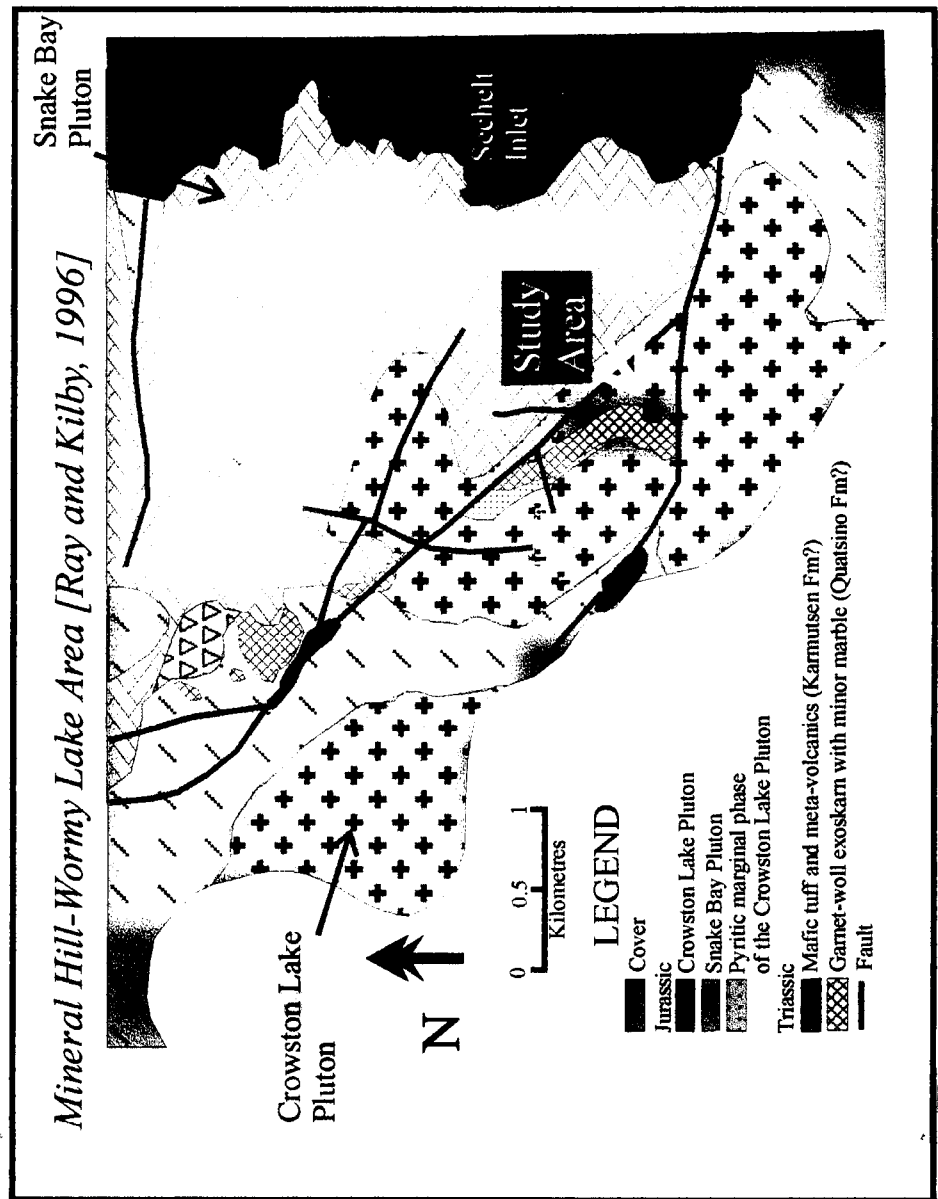 Mineral Hill-Wormy Lake Area [Ray and Kilby, 1996]
Snake Bay
Pluton
Sechelt
Inlet
Study
Area
Crowston Lake
Pluton
N
0 0.5 1
Kilometres
LEGEND
Cover
Jurassic
Crowston Lake Pluton
Snake Bay Pluton
Pyritic marginal phase
of the Crowston Lake Pluton
Triassic
Mafic tuff and meta-volcanics (Karmutsen Fm?)
Garnet-woll exoskarn with minor marble (Quatsino Fm?)
Fault